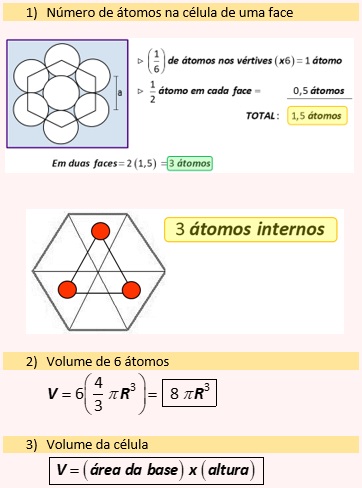 1) Número de átomos na célula de uma face
a
▷ (1/6) de átomos nos vértives (x6) = 1 átomo
▷ 1/2 átomo em cada face = 0,5 átomos
TOTAL: 1,5 átomos
Em duas faces = 2 (1,5) = 3 átomos
3 átomos internos
2) Volume de 6 átomos
V = 6(4/3 πR³) = 8 πR³
3) Volume da célula
V = (área da base) x (altura)